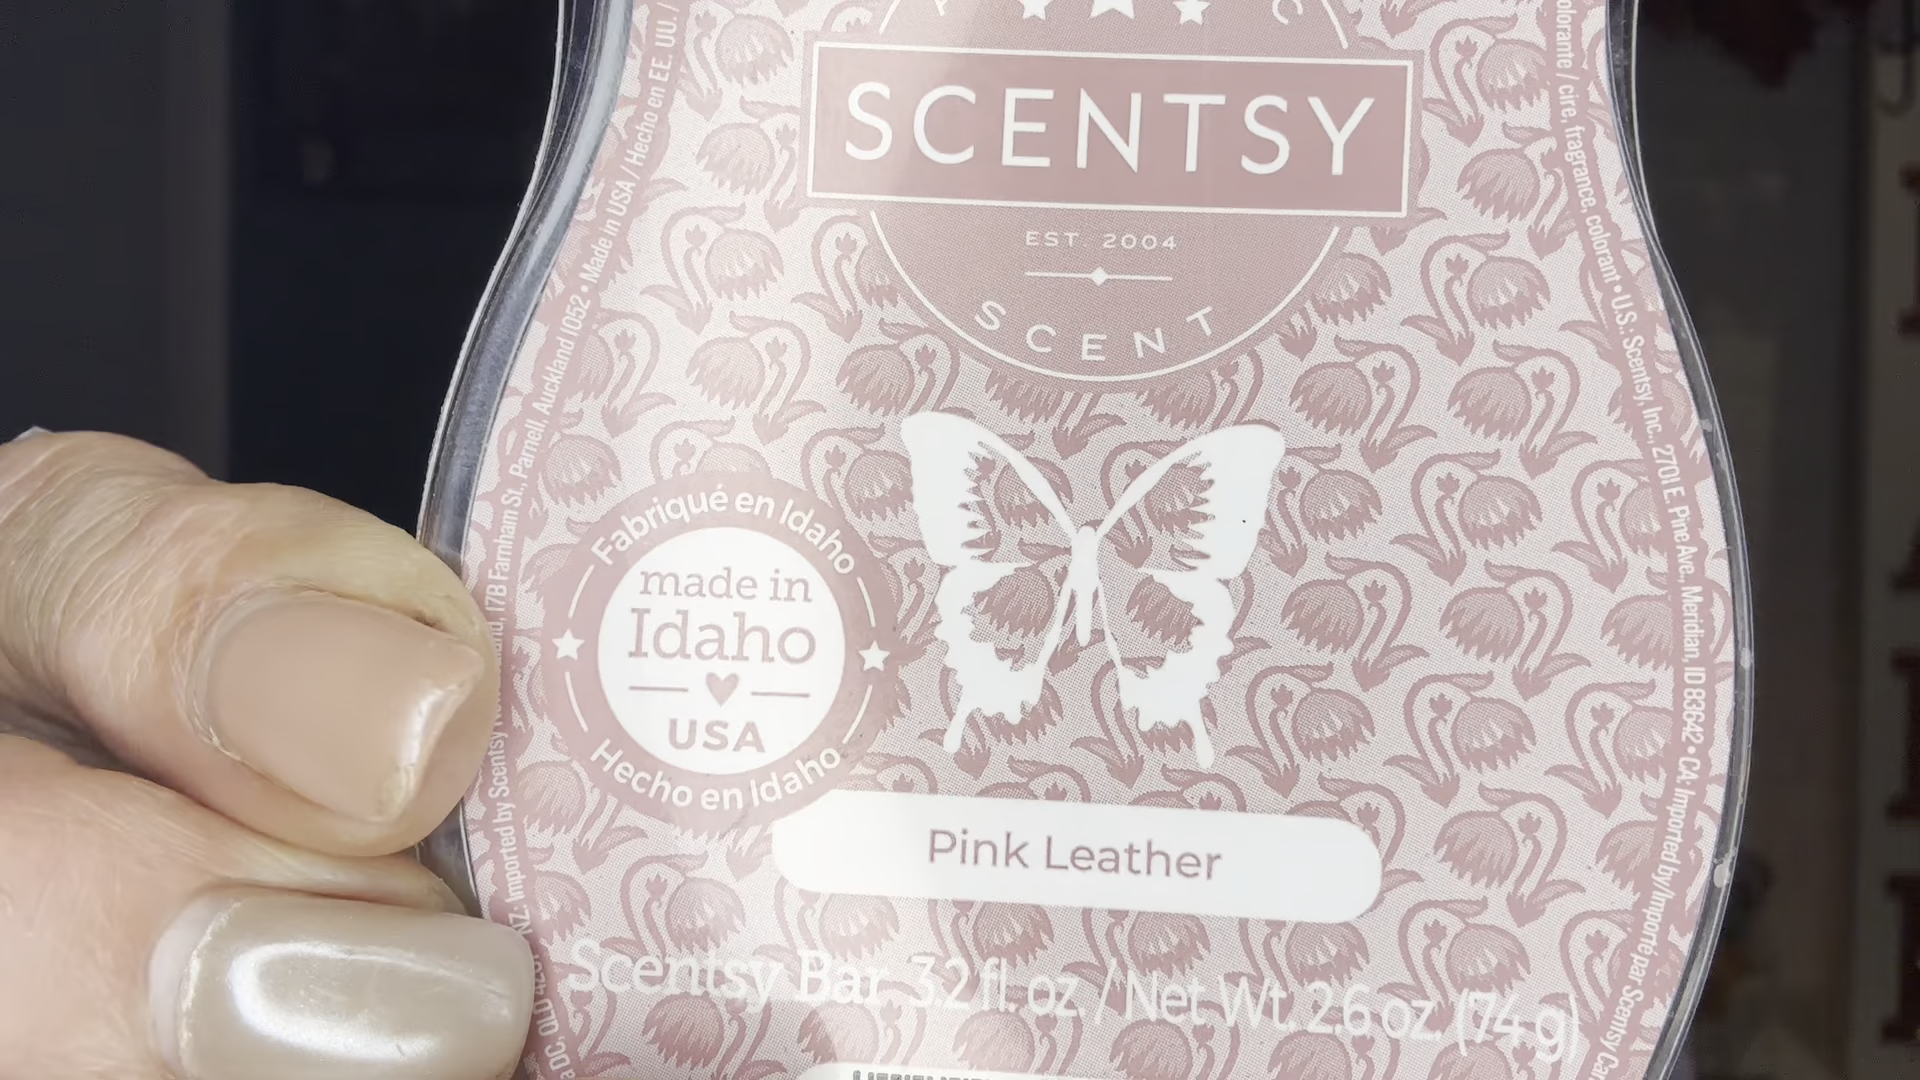 SCENTSY
EST. 2004
SCENT
Fabriqué en Idaho
made in
Idaho
USA
Hecho en Idaho
Pink Leather
Scentsy Bar 3.2 fl. oz / Net Wt. 2.6 oz (74 g)
NZ: Imported by Scentsy 17B Farnham St., Parnell, Auckland 1052 • Made in USA / Hecho en EE. UU. /
colorante / cire, fragrance, colorant • U.S.: Scentsy, Inc., 2701 E. Pine Ave., Meridian, ID 83642 • CA: Imported by/Importé par Scentsy